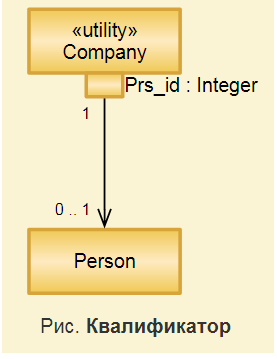 «utility»
Company
Prs_id : Integer
1
0 .. 1
Person
Рис. Квалификатор